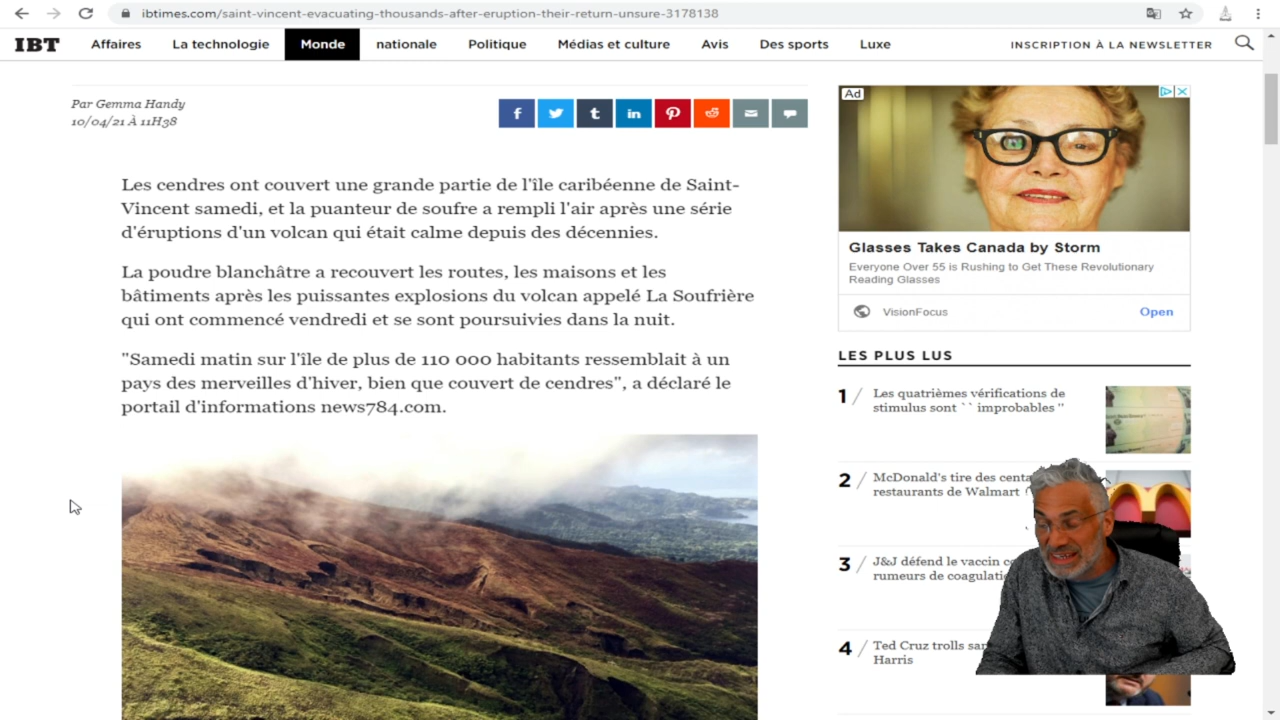 ibtimes.com/saint-vincent-evacuating-thousands-after-eruption-their-return-unsure-3178138
IBT Affaires La technologie Monde nationale Politique Médias et culture Avis Des sports Luxe INSCRIPTION À LA NEWSLETTER
Par Gemma Handy
10/04/21 À 11H38
Les cendres ont couvert une grande partie de l'île caribéenne de Saint-
Vincent samedi, et la puanteur de soufre a rempli l'air après une série
d'éruptions d'un volcan qui était calme depuis des décennies.
La poudre blanchâtre a recouvert les routes, les maisons et les
bâtiments après les puissantes explosions du volcan appelé La Soufrière
qui ont commencé vendredi et se sont poursuivies dans la nuit.
"Samedi matin sur l'île de plus de 110 000 habitants ressemblait à un
pays des merveilles d'hiver, bien que couvert de cendres", a déclaré le
portail d'informations news784.com.
Ad
Glasses Takes Canada by Storm
Everyone Over 55 is Rushing to Get These Revolutionary
Reading Glasses
VisionFocus Open
LES PLUS LUS
1 / Les quatrièmes vérifications de
stimulus sont `` improbables ''
2 / McDonald's tire des
restaurants de Walmart
3 / J&J défend le vaccin
rumeurs de
4 / Ted Cruz trolls
Harris